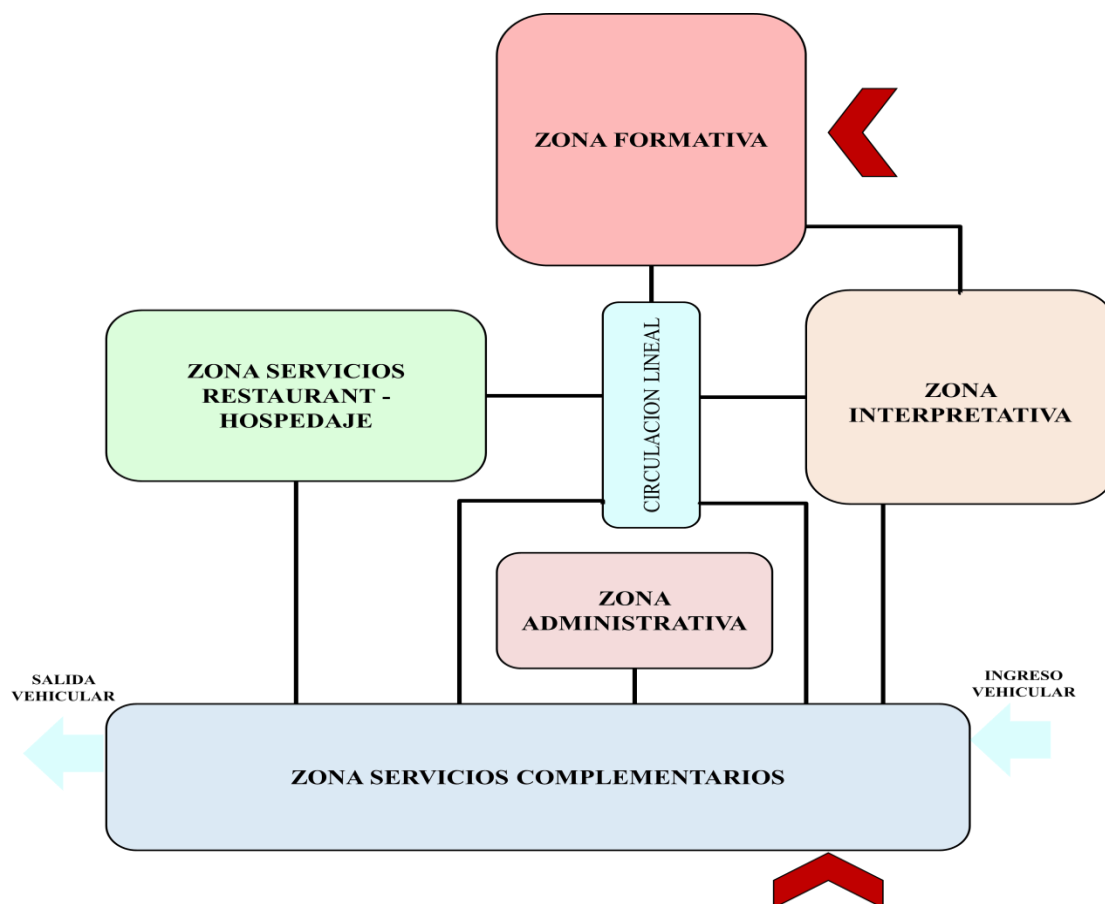 ZONA FORMATIVA
ZONA SERVICIOS
RESTAURANT -
HOSPEDAJE
CIRCULACION LINEAL
ZONA
INTERPRETATIVA
ZONA
ADMINISTRATIVA
SALIDA
VEHICULAR
INGRESO
VEHICULAR
ZONA SERVICIOS COMPLEMENTARIOS